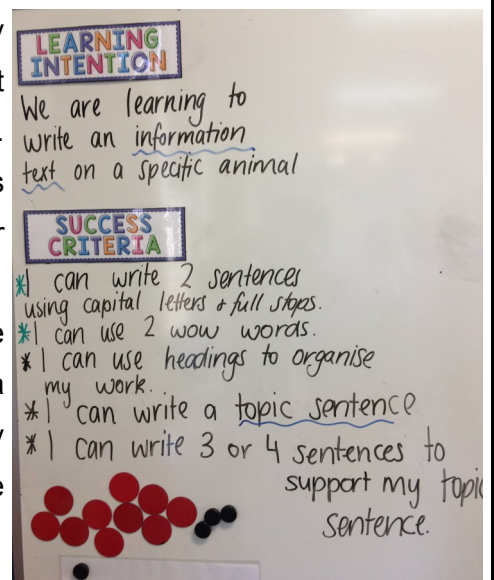 LEARNING
INTENTION
We are learning to
write an information
text on a specific animal
SUCCESS
CRITERIA
* I can write 2 sentences
using capital letters & full stops.
* I can use 2 wow words.
* I can use headings to organise
my work.
* I can write a topic sentence
* I can write 3 or 4 sentences to
support my topic
sentence.